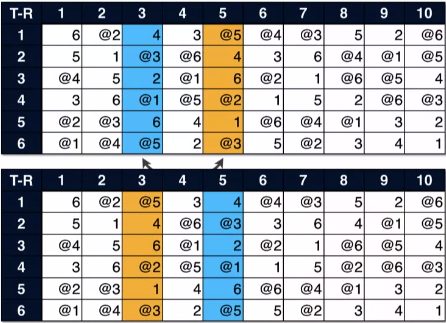 T-R 1 2 3 4 5 6 7 8 9 10
1 6 @2 4 3 @5 @4 @3 5 2 @6
2 5 1 @3 @6 4 3 6 @4 @1 @5
3 @4 5 2 @1 6 @2 1 @6 @5 4
4 3 6 @1 @5 @2 1 5 2 @6 @3
5 @2 @3 6 4 1 @6 @4 @1 3 2
6 @1 @4 @5 2 @3 5 @2 3 4 1
T-R 1 2 3 4 5 6 7 8 9 10
1 6 @2 @5 3 4 @4 @3 5 2 @6
2 5 1 4 @6 @3 3 6 4 @1 @5
3 @4 5 6 @1 2 @2 1 @6 @5 4
4 3 6 @2 @5 @1 1 5 @2 @6 @3
5 @2 @3 1 4 6 @6 @4 @1 3 2
6 @1 @4 @3 2 @5 5 @2 3 4 1